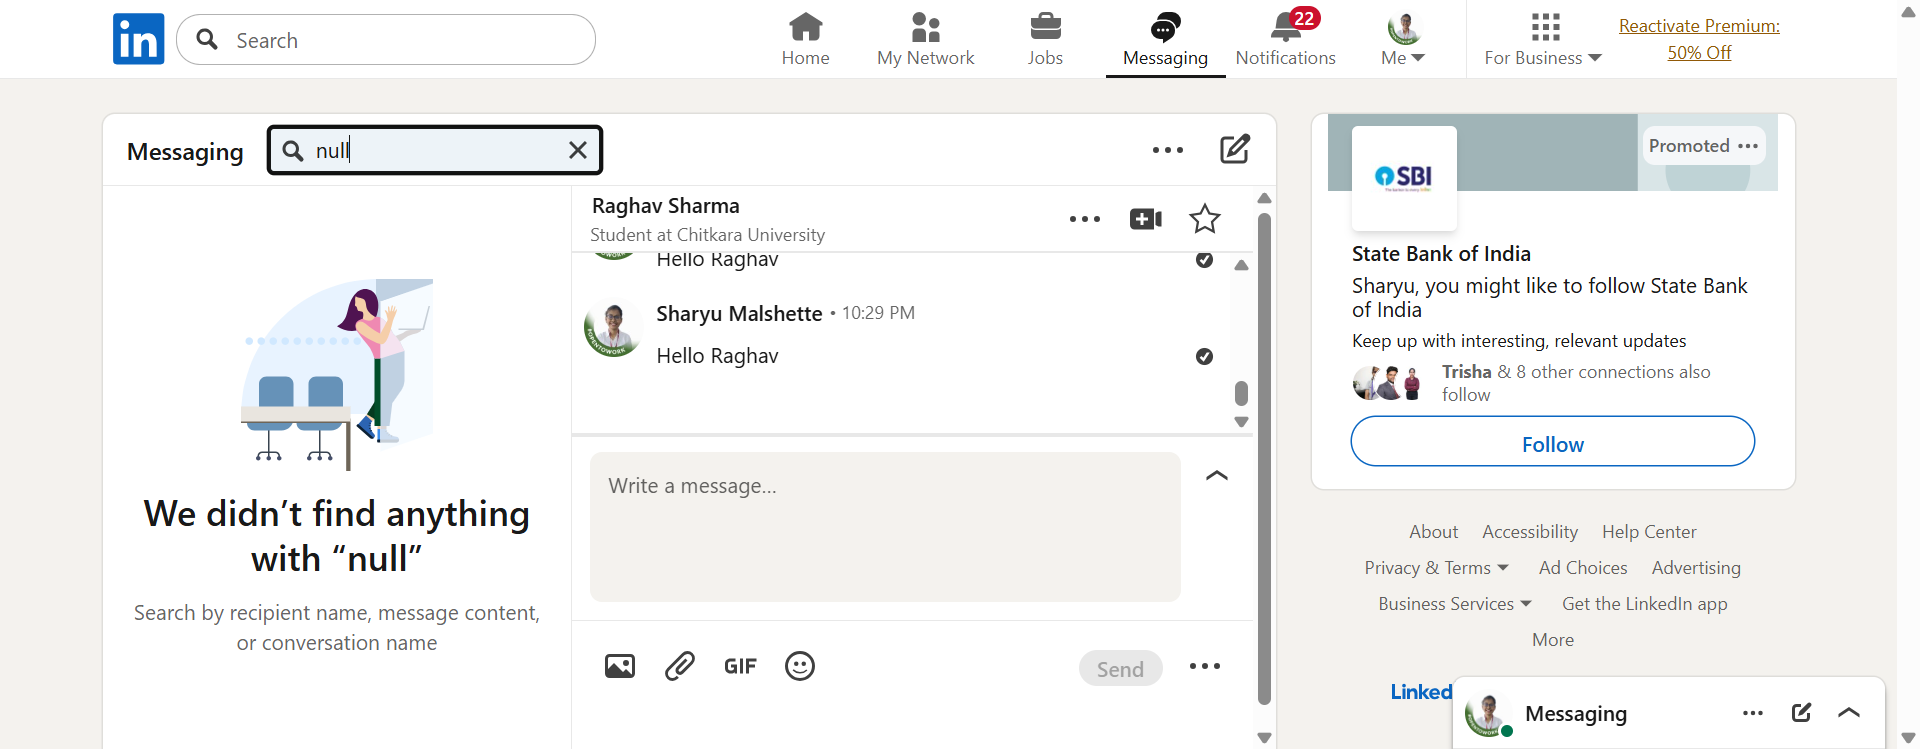 in
Search
Home
My Network
Jobs
Messaging
22
Notifications
Me
For Business
Reactivate Premium:
50% Off
Messaging
null
We didn’t find anything
with “null”
Search by recipient name, message content,
or conversation name
Raghav Sharma
Student at Chitkara University
Hello Raghav
Sharyu Malshette • 10:29 PM
Hello Raghav
Write a message...
GIF
Send
Promoted
SBI
State Bank of India
Sharyu, you might like to follow State Bank
of India
Keep up with interesting, relevant updates
Trisha & 8 other connections also
follow
Follow
About Accessibility Help Center
Privacy & Terms Ad Choices Advertising
Business Services Get the LinkedIn app
More
Linked
Messaging